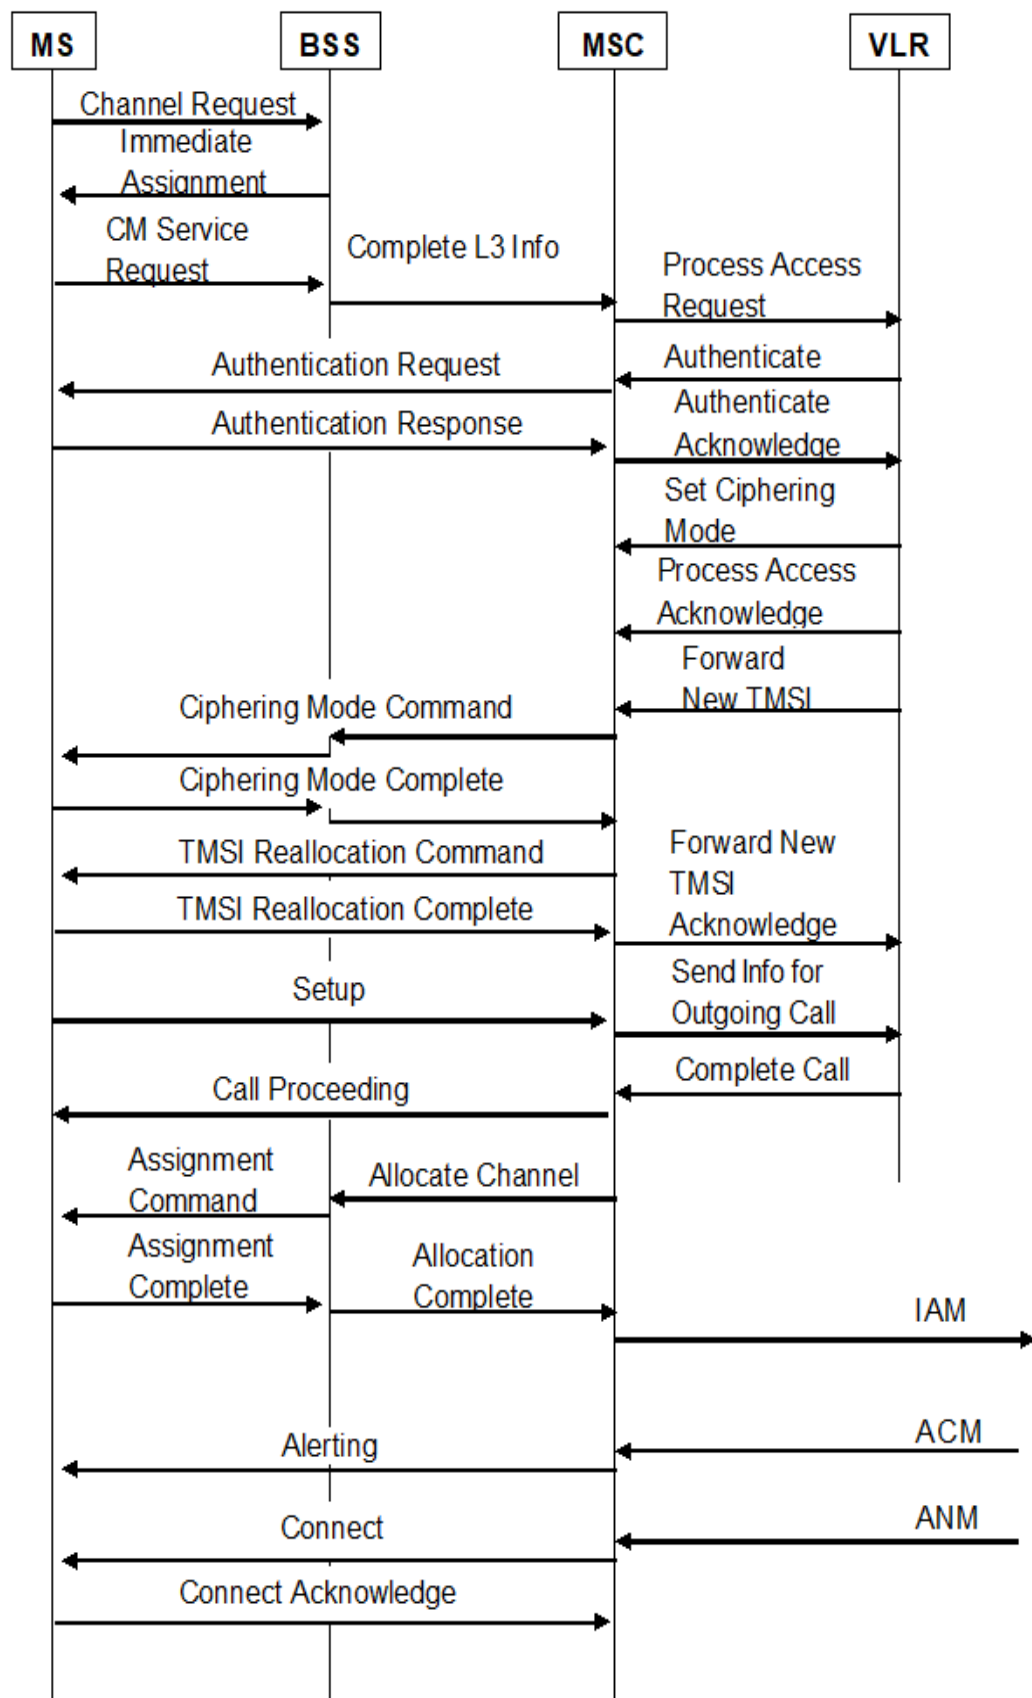 MS
BSS
MSC
VLR
Channel Request
Immediate
Assignment
CM Service
Request
Complete L3 Info
Process Access
Request
Authentication Request
Authenticate
Authentication Response
Authenticate
Acknowledge
Set Ciphering
Mode
Process Access
Acknowledge
Forward
New TMSI
Ciphering Mode Command
Ciphering Mode Complete
TMSI Reallocation Command
Forward New
TMSI
Acknowledge
TMSI Reallocation Complete
Setup
Send Info for
Outgoing Call
Complete Call
Call Proceeding
Assignment
Command
Allocate Channel
Assignment
Complete
Allocation
Complete
IAM
ACM
Alerting
ANM
Connect
Connect Acknowledge